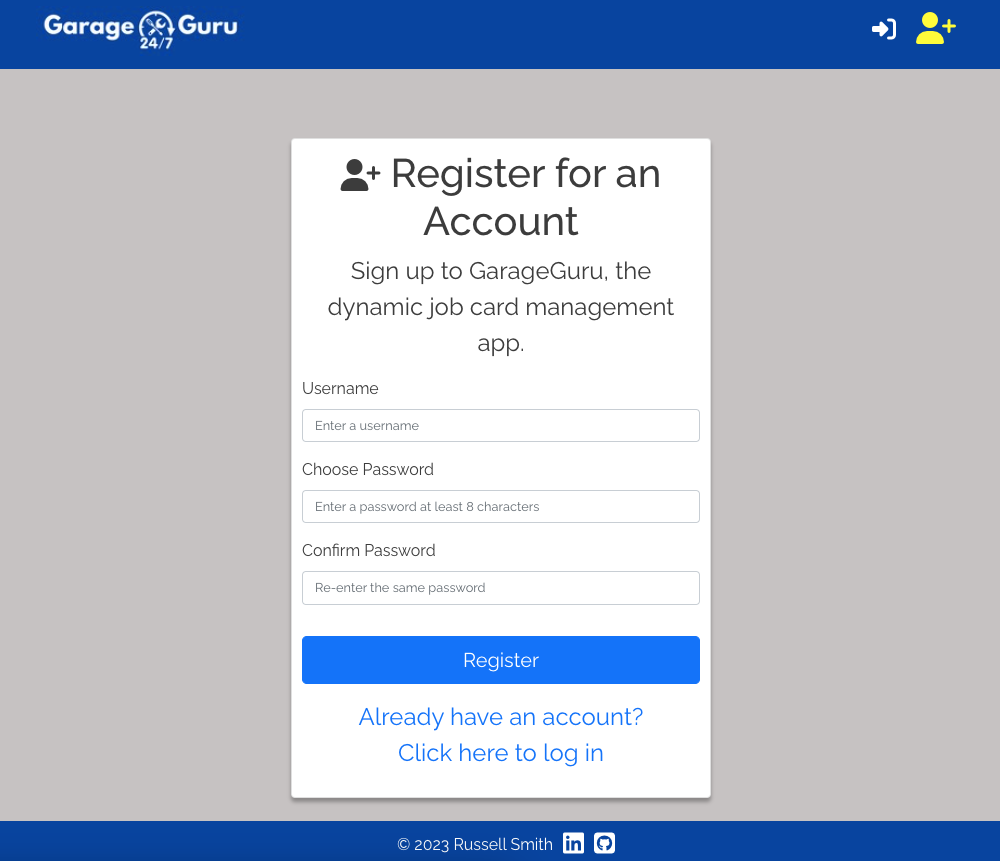 Garage Guru
24/7
Register for an
Account
Sign up to GarageGuru, the
dynamic job card management
app.
Username
Enter a username
Choose Password
Enter a password at least 8 characters
Confirm Password
Re-enter the same password
Register
Already have an account?
Click here to log in
© 2023 Russell Smith